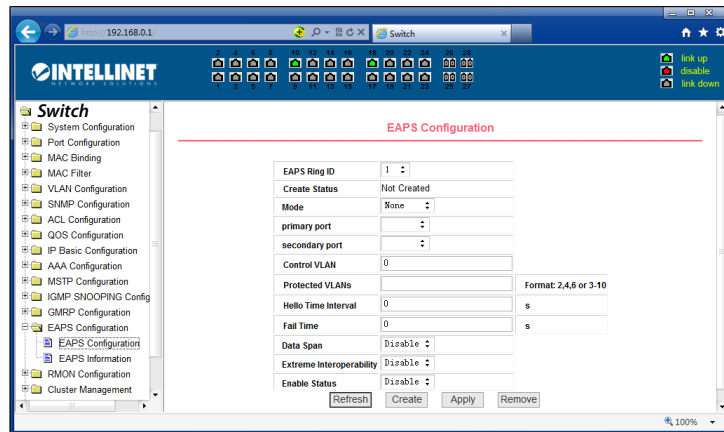 http://192.168.0.1/
Switch
2 4 6 8 10 12 14 16 18 20 22 24 26 28
1 3 5 7 9 11 13 15 17 19 21 23 25 27
link up
disable
link down
INTELLINET
NETWORK SOLUTIONS
Switch
System Configuration
Port Configuration
MAC Binding
MAC Filter
VLAN Configuration
SNMP Configuration
ACL Configuration
QOS Configuration
IP Basic Configuration
AAA Configuration
MSTP Configuration
IGMP SNOOPING Config
GMRP Configuration
EAPS Configuration
EAPS Configuration
EAPS Information
RMON Configuration
Cluster Management
EAPS Configuration
EAPS Ring ID 1
Create Status Not Created
Mode None
primary port
secondary port
Control VLAN 0
Protected VLANs Format: 2,4,6 or 3-10
Hello Time Interval 0 s
Fail Time 0 s
Data Span Disable
Extreme Interoperability Disable
Enable Status Disable
Refresh Create Apply Remove
100%